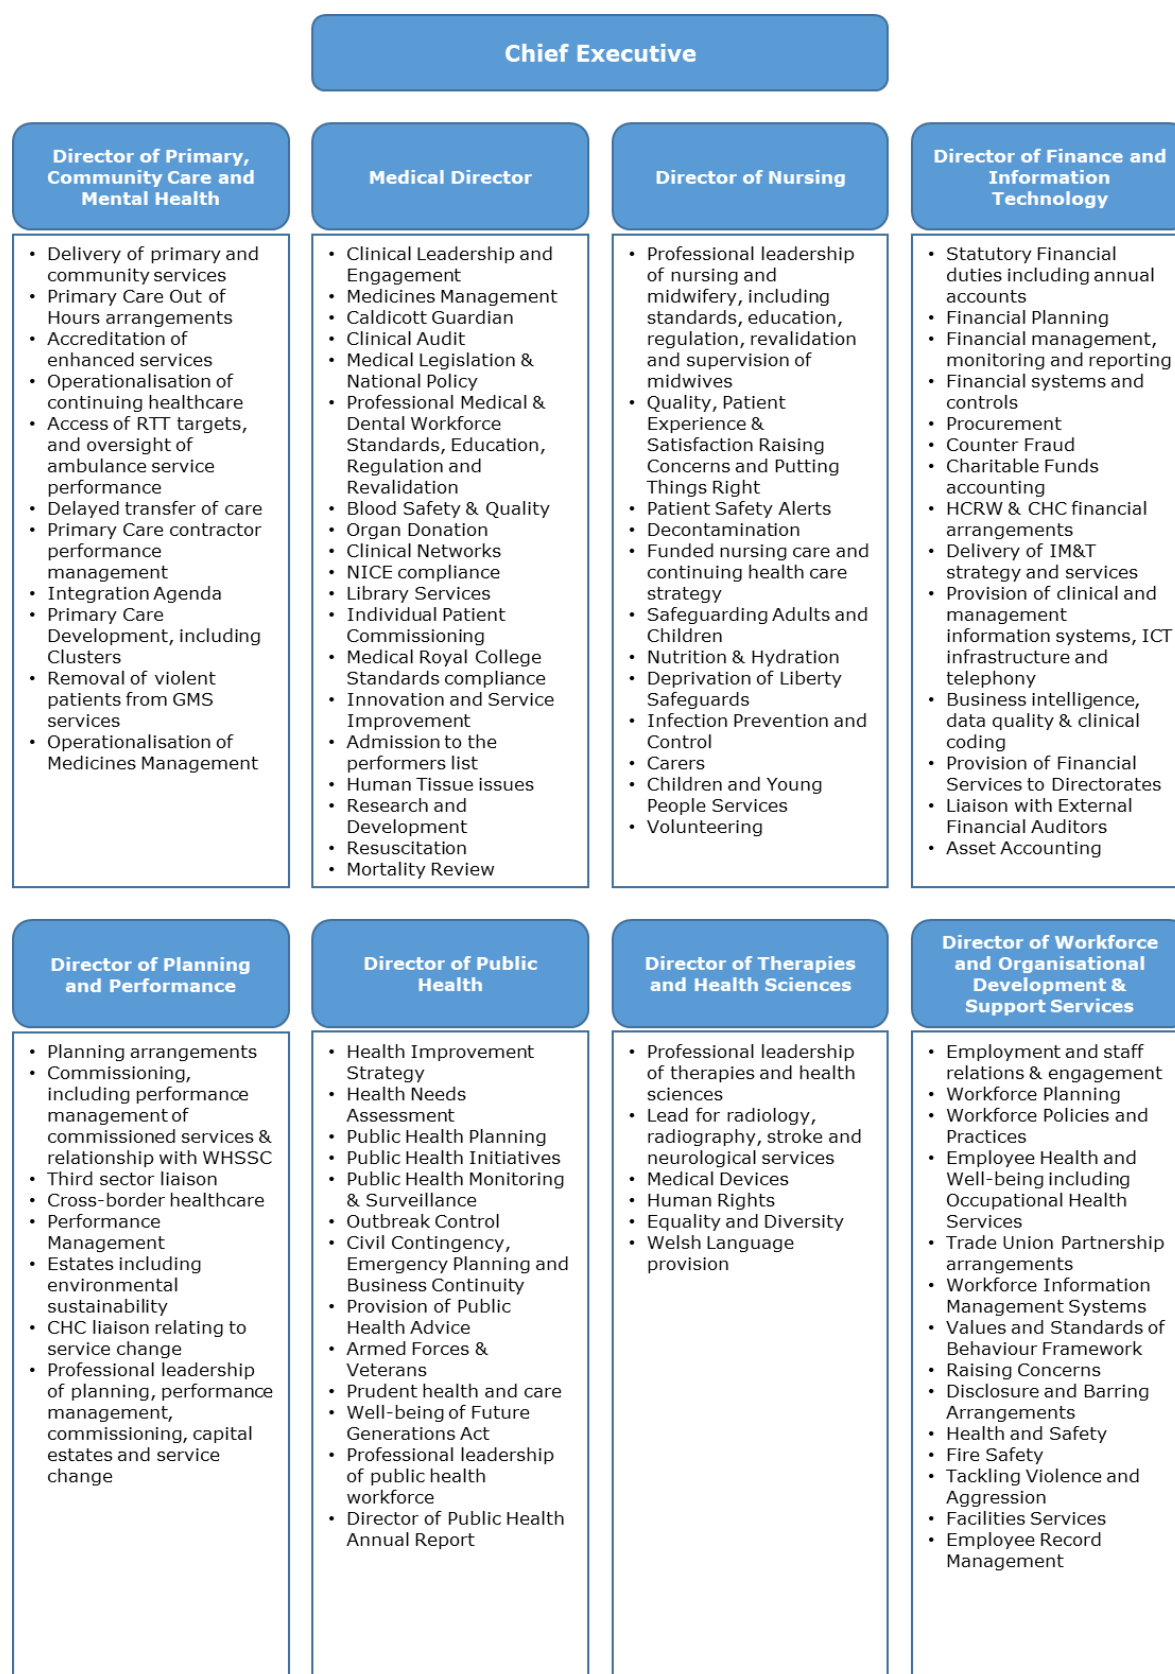 Chief Executive
Director of Primary,
Community Care and
Mental Health
• Delivery of primary and
community services
• Primary Care Out of
Hours arrangements
• Accreditation of
enhanced services
• Operationalisation of
continuing healthcare
• Access of RTT targets,
and oversight of
ambulance service
performance
• Delayed transfer of care
• Primary Care contractor
performance
management
• Integration Agenda
• Primary Care
Development, including
Clusters
• Removal of violent
patients from GMS
services
• Operationalisation of
Medicines Management
Medical Director
• Clinical Leadership and
Engagement
• Medicines Management
• Caldicott Guardian
• Clinical Audit
• Medical Legislation &
National Policy
• Professional Medical &
Dental Workforce
Standards, Education,
Regulation and
Revalidation
• Blood Safety & Quality
• Organ Donation
• Clinical Networks
• NICE compliance
• Library Services
• Individual Patient
Commissioning
• Medical Royal College
Standards compliance
• Innovation and Service
Improvement
• Admission to the
performers list
• Human Tissue issues
• Research and
Development
• Resuscitation
• Mortality Review
Director of Nursing
• Professional leadership
of nursing and
midwifery, including
standards, education,
regulation, revalidation
and supervision of
midwives
• Quality, Patient
Experience &
Satisfaction Raising
Concerns and Putting
Things Right
• Patient Safety Alerts
• Decontamination
• Funded nursing care and
continuing health care
strategy
• Safeguarding Adults and
Children
• Nutrition & Hydration
• Deprivation of Liberty
Safeguards
• Infection Prevention and
Control
• Carers
• Children and Young
People Services
• Volunteering
Director of Finance and
Information
Technology
• Statutory Financial
duties including annual
accounts
• Financial Planning
• Financial management,
monitoring and reporting
• Financial systems and
controls
• Procurement
• Counter Fraud
• Charitable Funds
accounting
• HCRW & CHC financial
arrangements
• Delivery of IM&T
strategy and services
• Provision of clinical and
management
information systems, ICT
infrastructure and
telephony
• Business intelligence,
data quality & clinical
coding
• Provision of Financial
Services to Directorates
• Liaison with External
Financial Auditors
• Asset Accounting
Director of Planning
and Performance
• Planning arrangements
• Commissioning,
including performance
management of
commissioned services &
relationship with WHSSC
• Third sector liaison
• Cross-border healthcare
• Performance
Management
• Estates including
environmental
sustainability
• CHC liaison relating to
service change
• Professional leadership
of planning, performance
management,
commissioning, capital
estates and service
change
Director of Public
Health
• Health Improvement
Strategy
• Health Needs
Assessment
• Public Health Planning
• Public Health Initiatives
• Public Health Monitoring
& Surveillance
• Outbreak Control
• Civil Contingency,
Emergency Planning and
Business Continuity
• Provision of Public
Health Advice
• Armed Forces &
Veterans
• Prudent health and care
• Well-being of Future
Generations Act
• Professional leadership
of public health
workforce
• Director of Public Health
Annual Report
Director of Therapies
and Health Sciences
• Professional leadership
of therapies and health
sciences
• Lead for radiology,
radiography, stroke and
neurological services
• Medical Devices
• Human Rights
• Equality and Diversity
• Welsh Language
provision
Director of Workforce
and Organisational
Development &
Support Services
• Employment and staff
relations & engagement
• Workforce Planning
• Workforce Policies and
Practices
• Employee Health and
Well-being including
Occupational Health
Services
• Trade Union Partnership
arrangements
• Workforce Information
Management Systems
• Values and Standards of
Behaviour Framework
• Raising Concerns
• Disclosure and Barring
Arrangements
• Health and Safety
• Fire Safety
• Tackling Violence and
Aggression
• Facilities Services
• Employee Record
Management